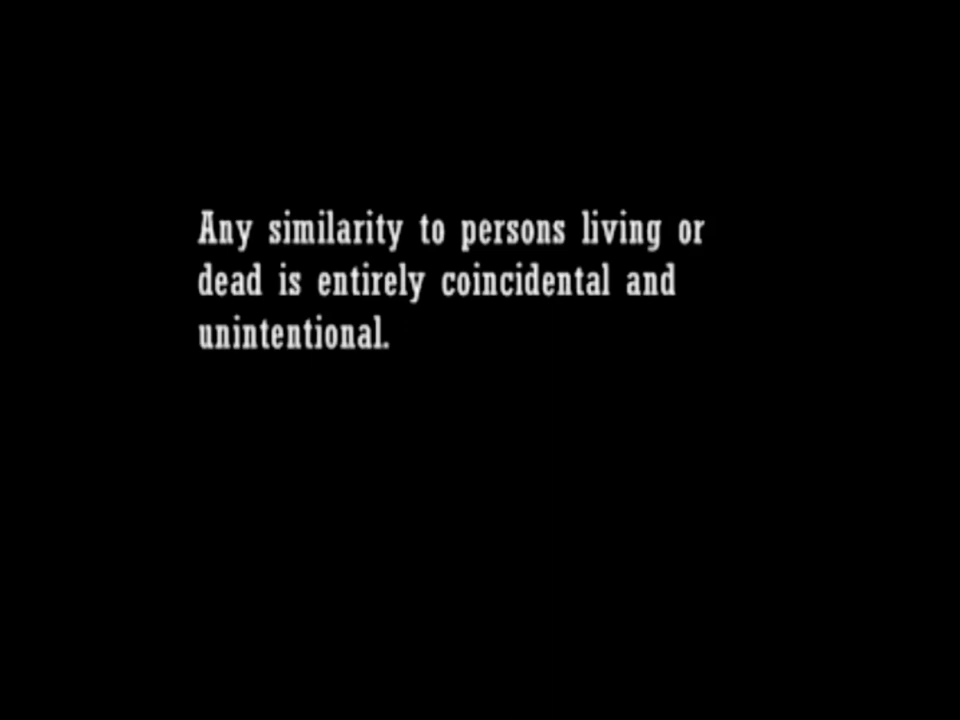 Any similarity to persons living or
dead is entirely coincidental and
unintentional.